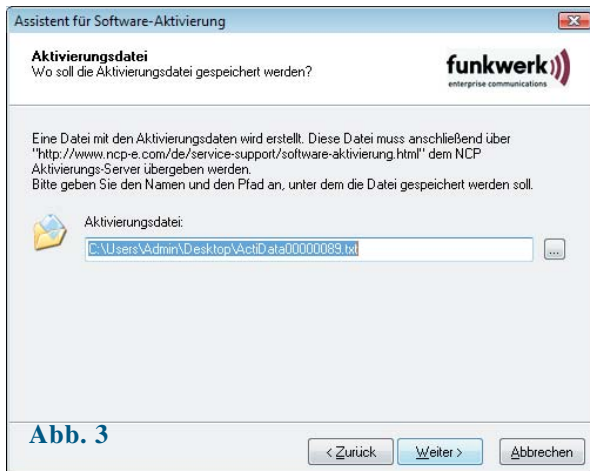 Assistent für Software-Aktivierung
Aktivierungsdatei
Wo soll die Aktivierungsdatei gespeichert werden?
funkwerk
enterprise communications
Eine Datei mit den Aktivierungsdaten wird erstellt. Diese Datei muss anschließend über
"http://www.ncp-e.com/de/service-support/software-aktivierung.html" dem NCP
Aktivierungs-Server übergeben werden.
Bitte geben Sie den Namen und den Pfad an, unter dem die Datei gespeichert werden soll.
Aktivierungsdatei:
C:\Users\Admin\Desktop\ActiData00000089.txt
...
Abb. 3
< Zurück
Weiter >
Abbrechen